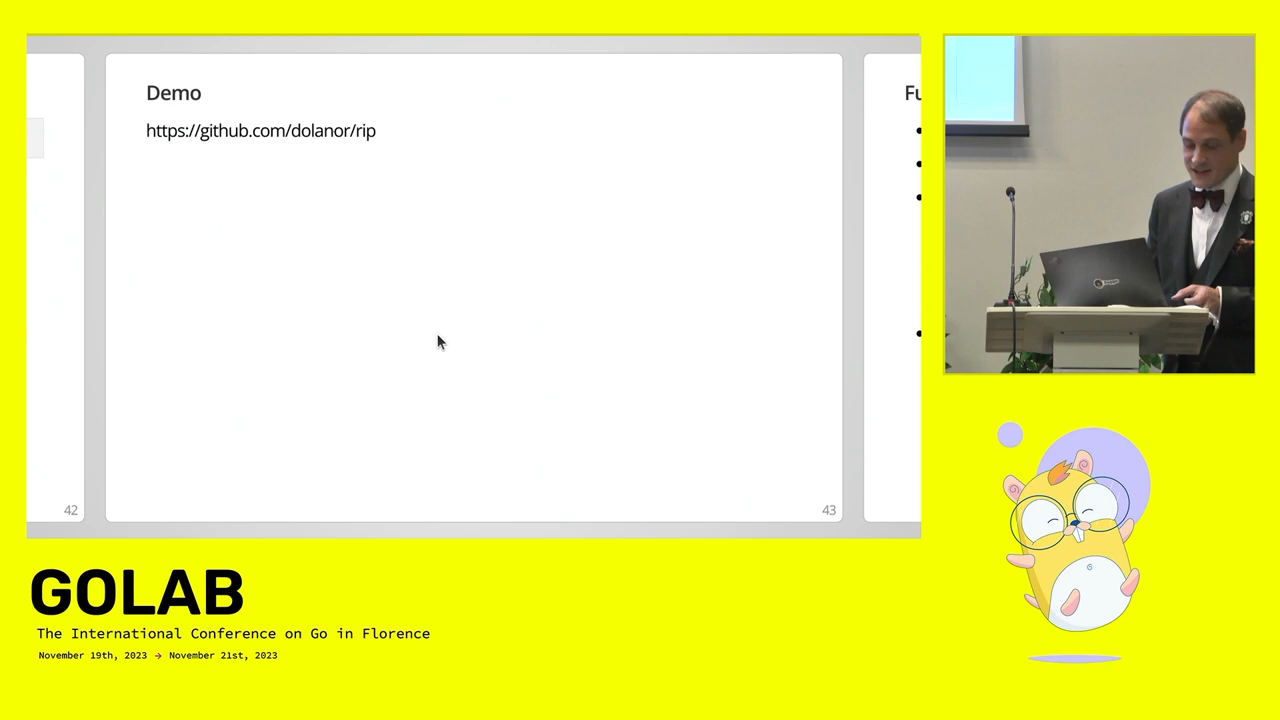 Demo
https://github.com/dolanor/rip
Fu
42
43
GOLAB
The International Conference on Go in Florence
November 19th, 2023 → November 21st, 2023